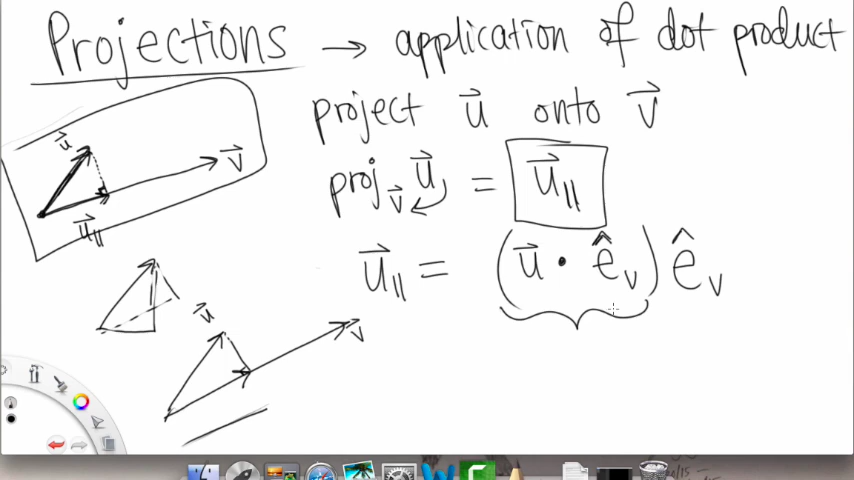 Projections → application of dot product
project u⃗ onto v⃗
proj_v⃗ u⃗ = u⃗∥
u⃗∥ = (u⃗ · ê_v) ê_v
u⃗
v⃗
u⃗∥
u⃗
v⃗